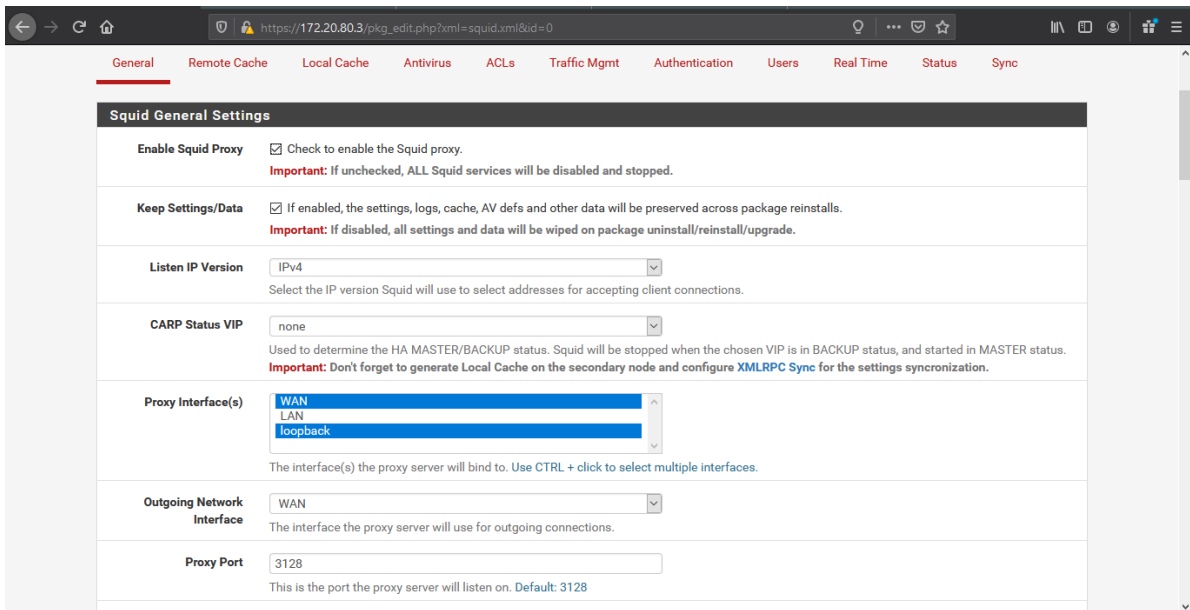 https://172.20.80.3/pkg_edit.php?xml=squid.xml&id=0
General Remote Cache Local Cache Antivirus ACLs Traffic Mgmt Authentication Users Real Time Status Sync
Squid General Settings
Enable Squid Proxy Check to enable the Squid proxy.
Important: If unchecked, ALL Squid services will be disabled and stopped.
Keep Settings/Data If enabled, the settings, logs, cache, AV defs and other data will be preserved across package reinstalls.
Important: If disabled, all settings and data will be wiped on package uninstall/reinstall/upgrade.
Listen IP Version IPv4
Select the IP version Squid will use to select addresses for accepting client connections.
CARP Status VIP none
Used to determine the HA MASTER/BACKUP status. Squid will be stopped when the chosen VIP is in BACKUP status, and started in MASTER status.
Important: Don't forget to generate Local Cache on the secondary node and configure XMLRPC Sync for the settings syncronization.
Proxy Interface(s) WAN
LAN
loopback
The interface(s) the proxy server will bind to. Use CTRL + click to select multiple interfaces.
Outgoing Network Interface WAN
The interface the proxy server will use for outgoing connections.
Proxy Port 3128
This is the port the proxy server will listen on. Default: 3128